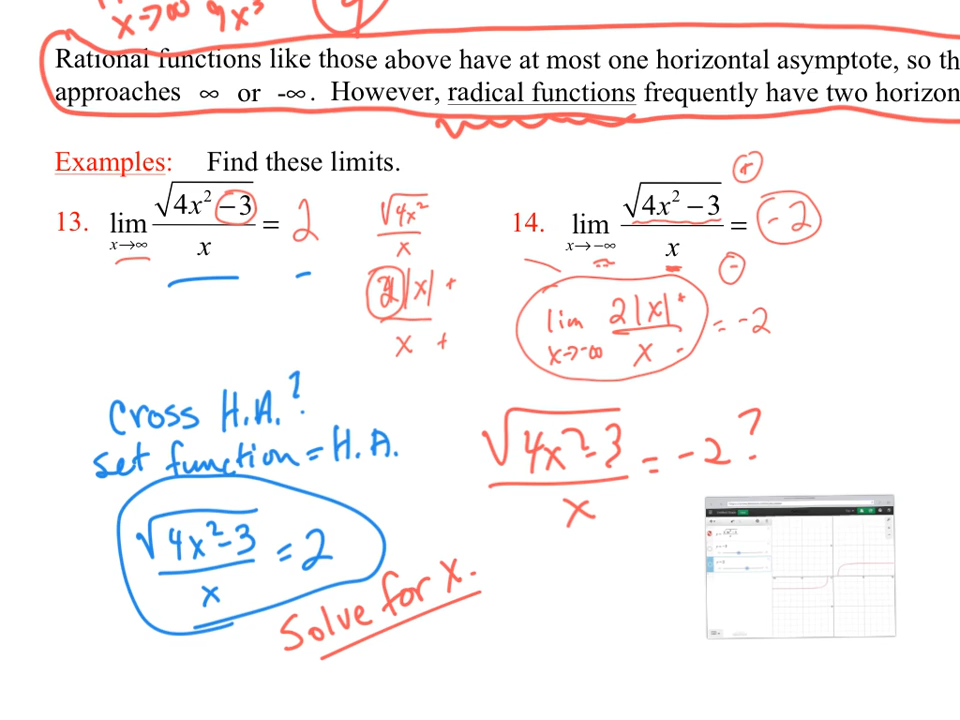 x→∞ 9x³
Rational functions like those above have at most one horizontal asymptote, so th
approaches ∞ or -∞. However, radical functions frequently have two horizon
Examples: Find these limits.
13. lim x→∞ √(4x² − 3) / x = 2
√4x² / x
2|x| + / x +
14. lim x→−∞ √(4x² − 3) / x = -2
+
-
lim x→-∞ 2|x| + / x - = -2
Cross H.A.?
set function = H.A.
√(4x²-3) / x = 2
Solve for x.
√(4x²-3) / x = -2?